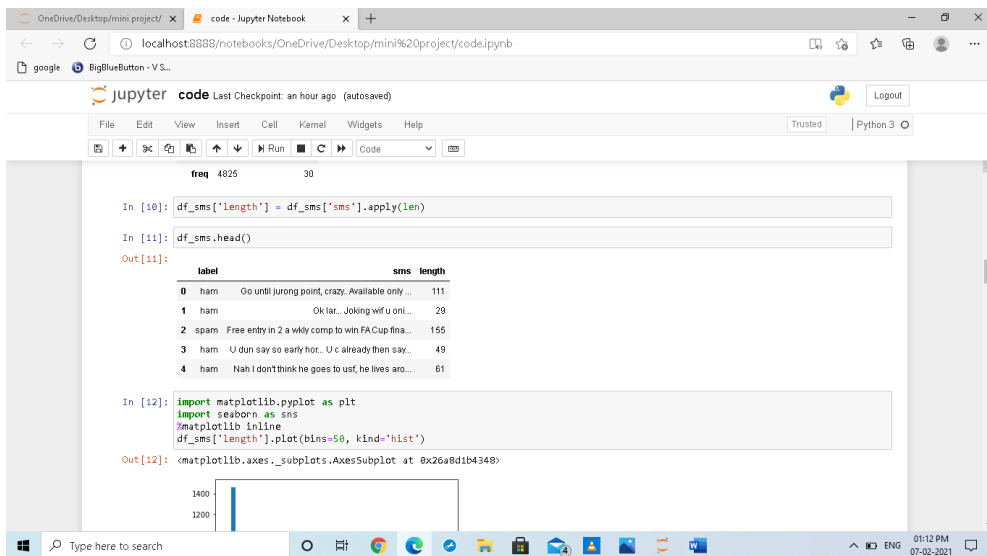 OneDrive/Desktop/mini project/
code - Jupyter Notebook
localhost:8888/notebooks/OneDrive/Desktop/mini%20project/code.ipynb
google BigBlueButton - V S...
jupyter code Last Checkpoint: an hour ago (autosaved)
Logout
File Edit View Insert Cell Kernel Widgets Help
Trusted Python 3
Run Code
freq 4825 30
In [10]: df_sms['length'] = df_sms['sms'].apply(len)
In [11]: df_sms.head()
Out[11]:
label sms length
0 ham Go until jurong point, crazy.. Available only ... 111
1 ham Ok lar... Joking wif u oni... 29
2 spam Free entry in 2 a wkly comp to win FA Cup fina... 155
3 ham U dun say so early hor... U c already then say... 49
4 ham Nah I don't think he goes to usf, he lives aro... 61
In [12]: import matplotlib.pyplot as plt
import seaborn as sns
%matplotlib inline
df_sms['length'].plot(bins=50, kind='hist')
Out[12]: <matplotlib.axes._subplots.AxesSubplot at 0x26a8d1b4348>
1400
1200
Type here to search
4
W
ENG
01:12 PM
07-02-2021